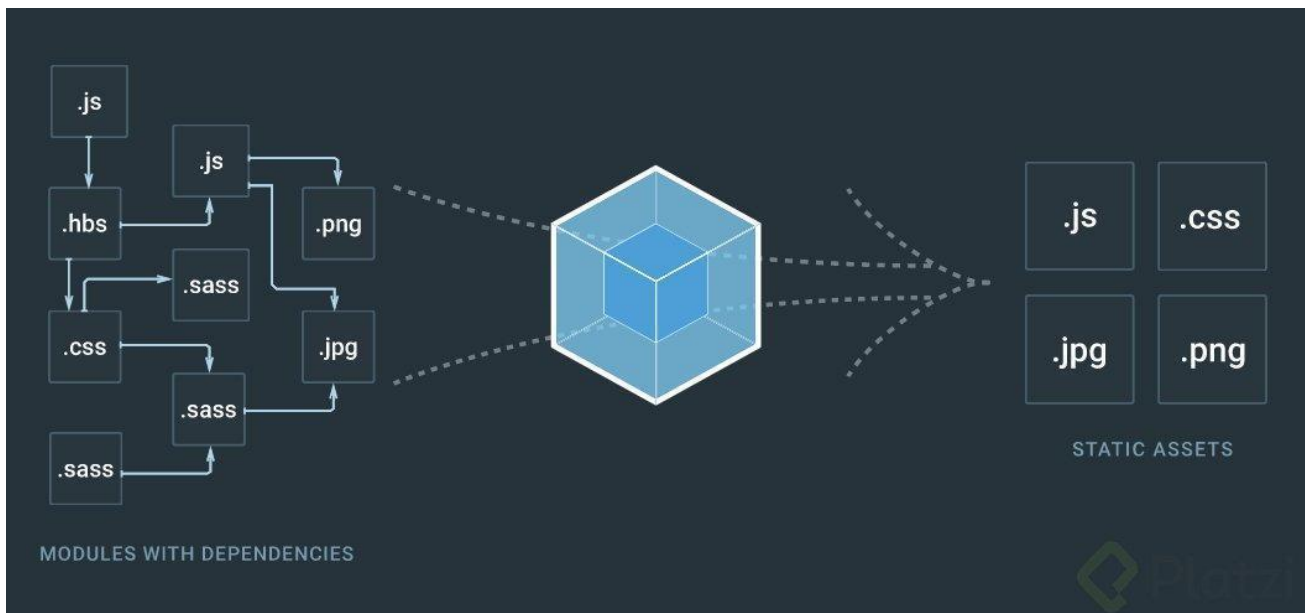 .js
.js
.hbs
.png
.sass
.css
.jpg
.sass
.sass
MODULES WITH DEPENDENCIES
.js
.css
.jpg
.png
STATIC ASSETS
Platzi